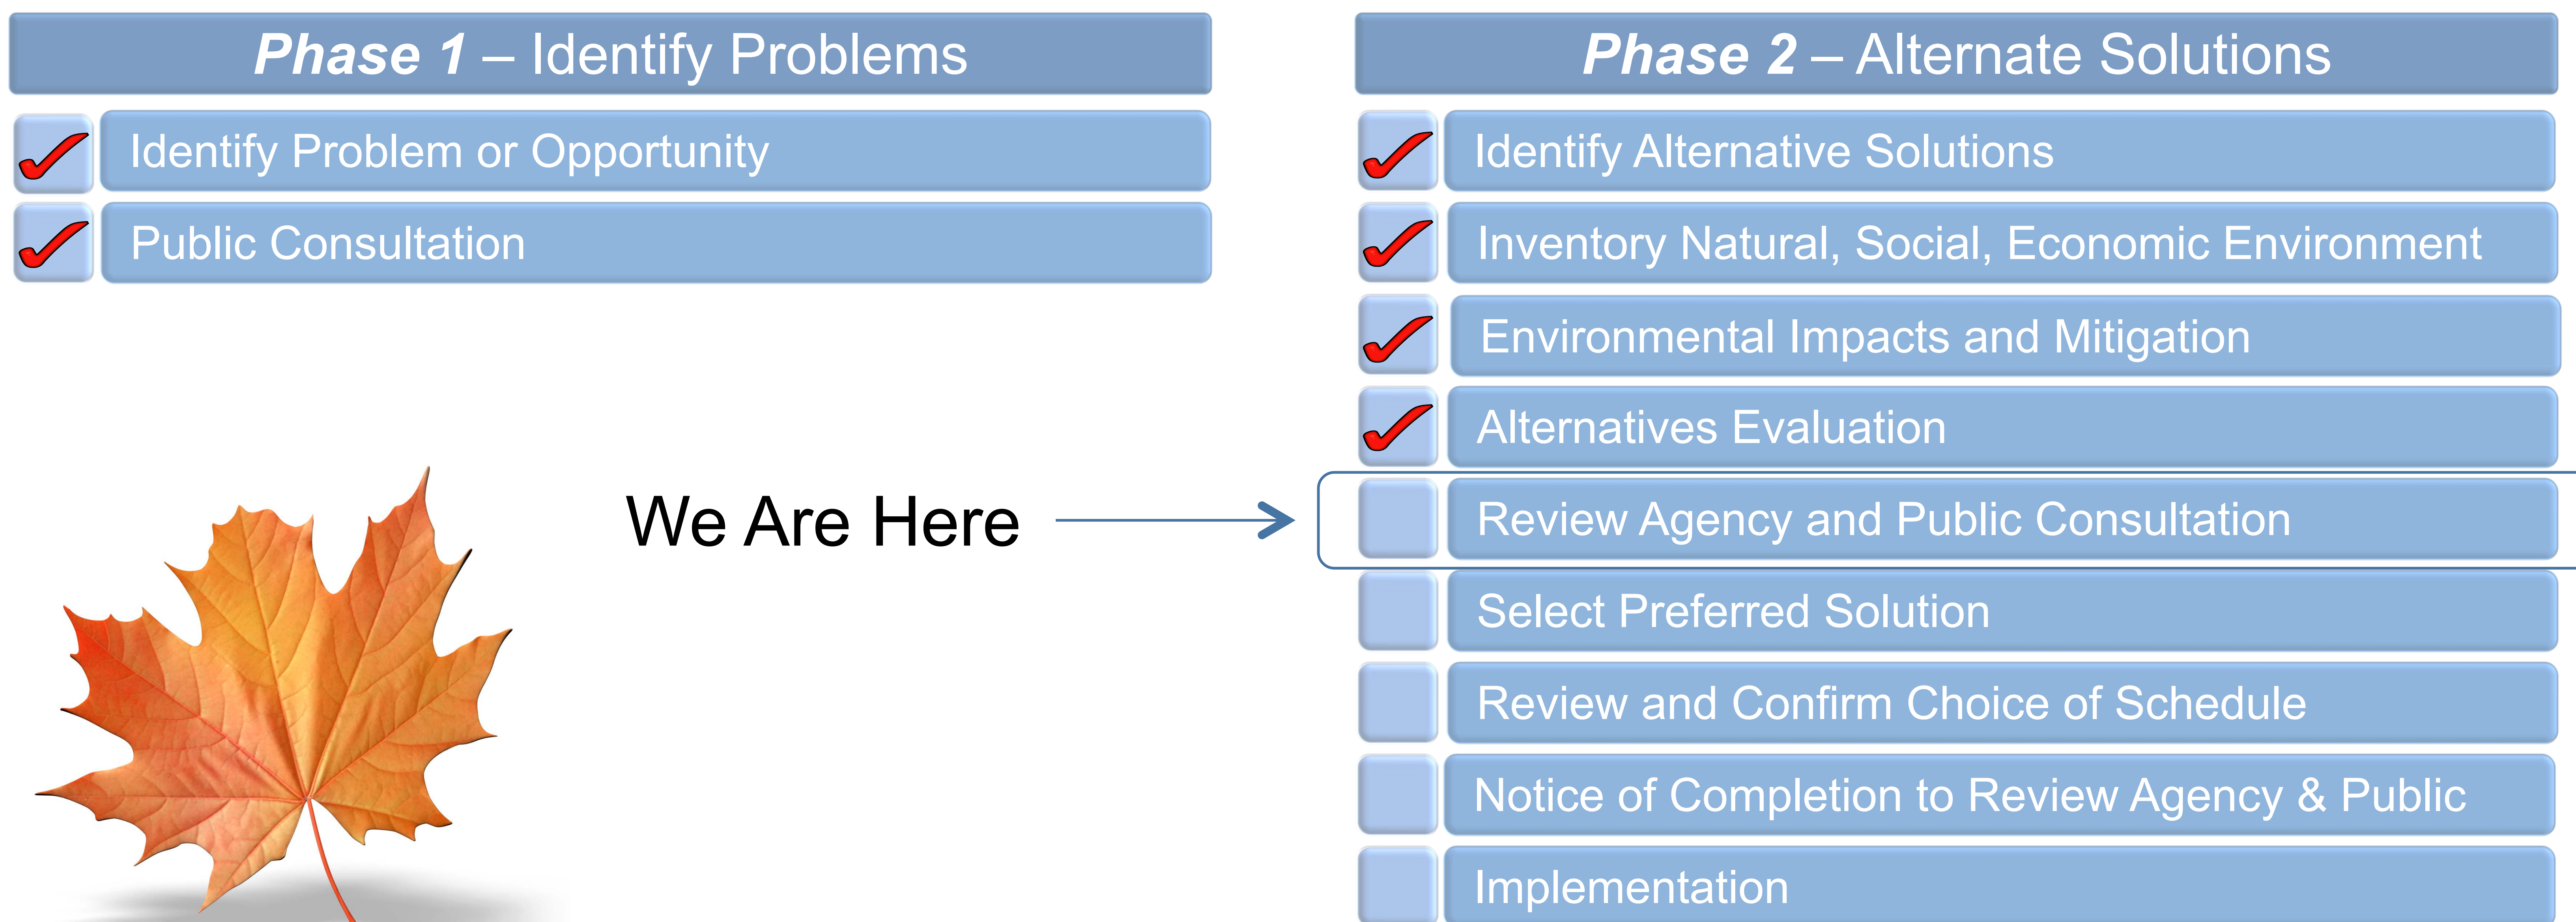 Phase 1 – Identify Problems
Identify Problem or Opportunity
Public Consultation
We Are Here
Phase 2 – Alternate Solutions
Identify Alternative Solutions
Inventory Natural, Social, Economic Environment
Environmental Impacts and Mitigation
Alternatives Evaluation
Review Agency and Public Consultation
Select Preferred Solution
Review and Confirm Choice of Schedule
Notice of Completion to Review Agency & Public
Implementation